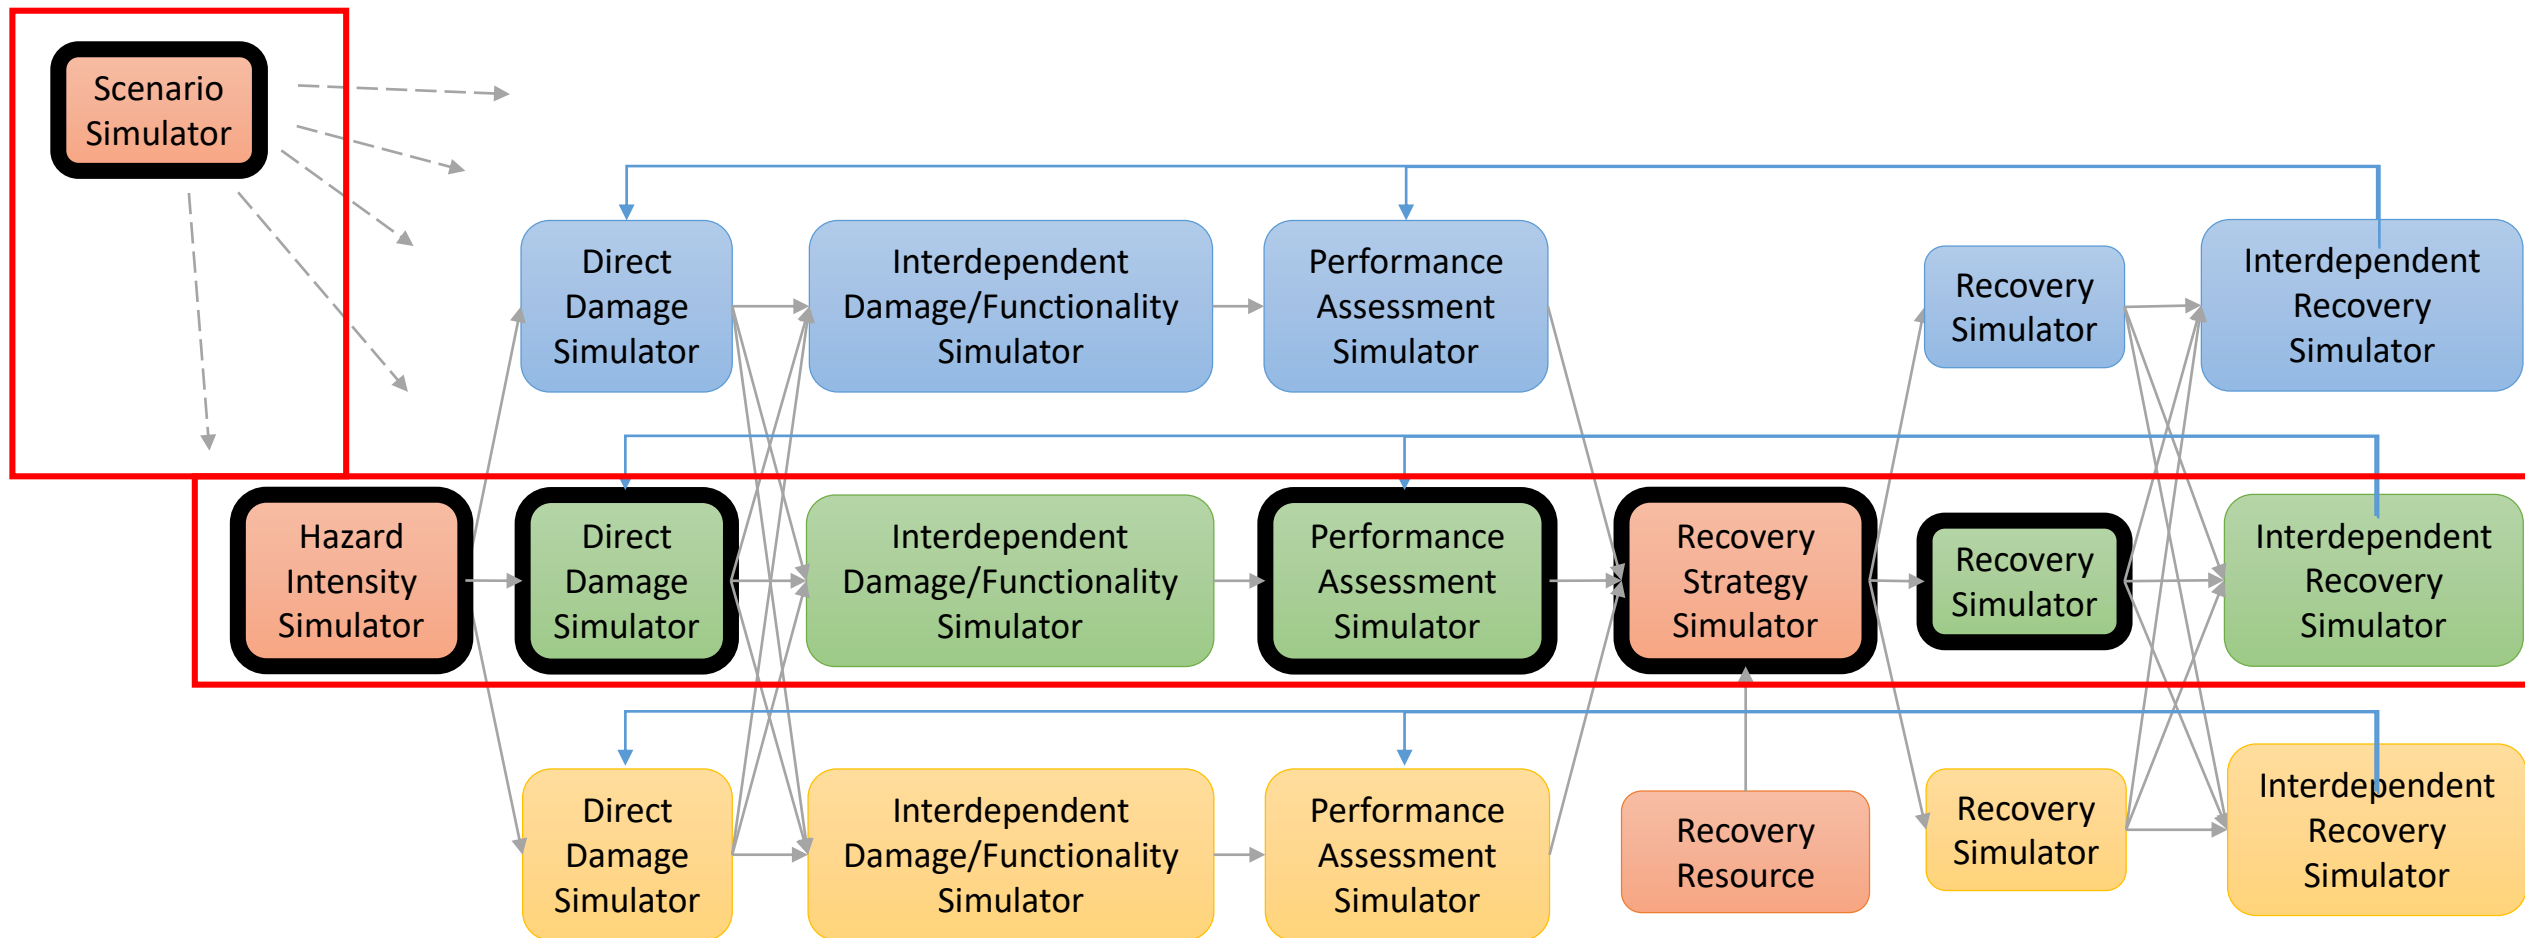 Scenario
Simulator
Direct
Damage
Simulator
Interdependent
Damage/Functionality
Simulator
Performance
Assessment
Simulator
Recovery
Simulator
Interdependent
Recovery
Simulator
Hazard
Intensity
Simulator
Direct
Damage
Simulator
Interdependent
Damage/Functionality
Simulator
Performance
Assessment
Simulator
Recovery
Strategy
Simulator
Recovery
Simulator
Interdependent
Recovery
Simulator
Direct
Damage
Simulator
Interdependent
Damage/Functionality
Simulator
Performance
Assessment
Simulator
Recovery
Resource
Recovery
Simulator
Interdependent
Recovery
Simulator